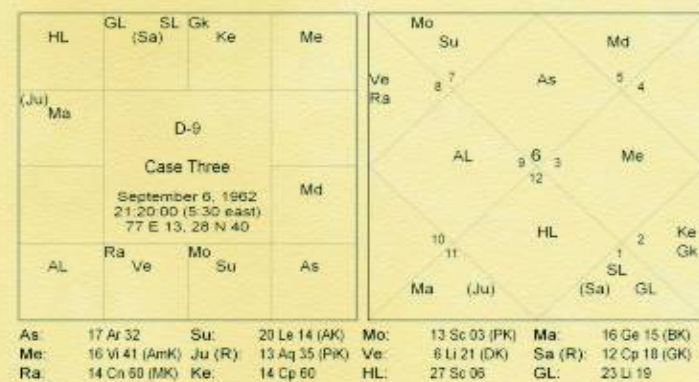 HL
GL SL Gk
(Sa) Ke
Me
(Ju)
Ma
D-9
Case Three
September 6, 1962
21:20:00 (5:30 east)
77 E 13, 28 N 40
Md
AL
Ra
Ve
Mo
Su
As
Mo
Su
Md
Ve
Ra
8 7
As
5 4
AL
9 6 3
12
Me
10
11
HL
2
1
Ke
Gk
SL
Ma (Ju)
(Sa) GL
As: 17 Ar 32 Su: 20 Le 14 (AK) Mo: 13 Sc 03 (PK) Ma: 16 Ge 15 (BK)
Me: 16 Vi 41 (AmK) Ju (R): 13 Aq 35 (PiK) Ve: 6 Li 21 (DK) Sa (R): 12 Cp 18 (GK)
Ra: 14 Cn 60 (MK) Ke: 14 Cp 60 HL: 27 Sc 06 GL: 23 Li 19